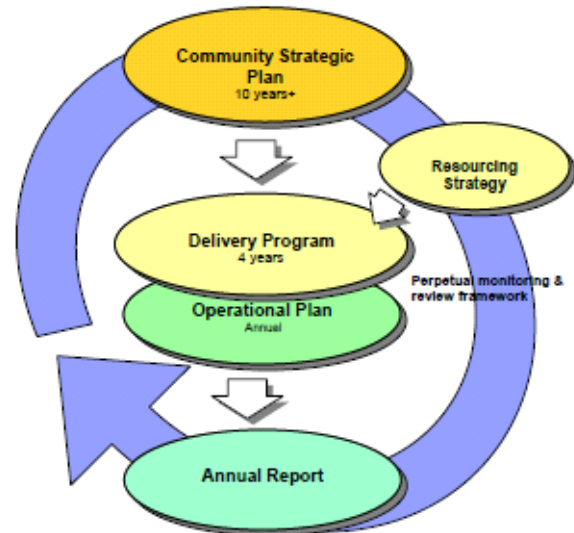 Community Strategic
Plan
10 years+
Resourcing
Strategy
Delivery Program
4 years
Perpetual monitoring &
review framework
Operational Plan
Annual
Annual Report